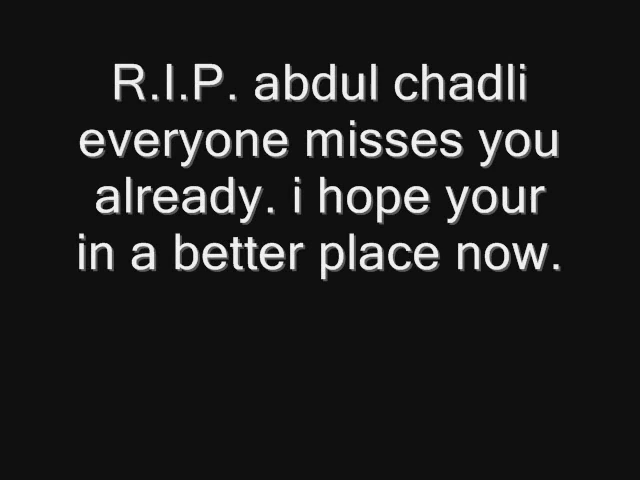 R.I.P. abdul chadli
everyone misses you
already. i hope your
in a better place now.